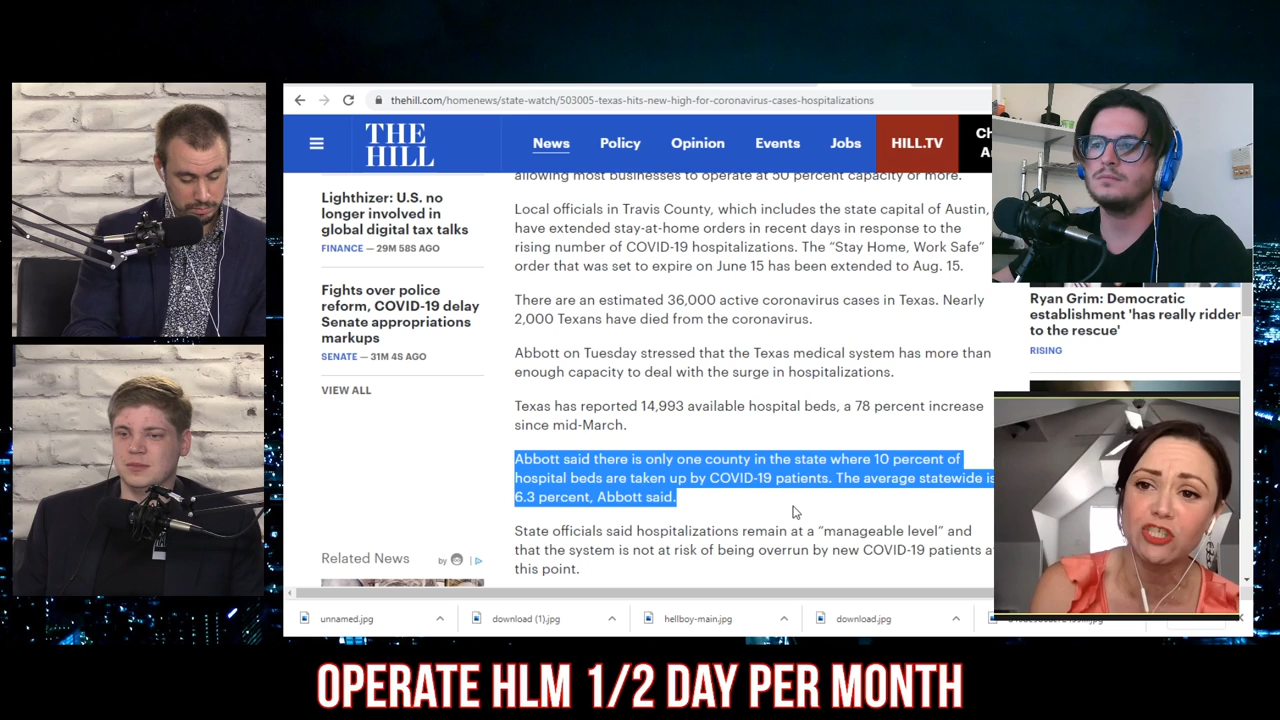 thehill.com/homenews/state-watch/503005-texas-hits-new-high-for-coronavirus-cases-hospitalizations
THE
HILL
News
Policy
Opinion
Events
Jobs
HILL.TV
Lighthizer: U.S. no
longer involved in
global digital tax talks
FINANCE — 29M 58S AGO
Fights over police
reform, COVID-19 delay
Senate appropriations
markups
SENATE — 31M 4S AGO
VIEW ALL
Related News
by
allowing most businesses to operate at 50 percent capacity or more.
Local officials in Travis County, which includes the state capital of Austin,
have extended stay-at-home orders in recent days in response to the
rising number of COVID-19 hospitalizations. The “Stay Home, Work Safe”
order that was set to expire on June 15 has been extended to Aug. 15.
There are an estimated 36,000 active coronavirus cases in Texas. Nearly
2,000 Texans have died from the coronavirus.
Abbott on Tuesday stressed that the Texas medical system has more than
enough capacity to deal with the surge in hospitalizations.
Texas has reported 14,993 available hospital beds, a 78 percent increase
since mid-March.
Abbott said there is only one county in the state where 10 percent of
hospital beds are taken up by COVID-19 patients. The average statewide is
6.3 percent, Abbott said.
State officials said hospitalizations remain at a “manageable level” and
that the system is not at risk of being overrun by new COVID-19 patients a
this point.
Ryan Grim: Democratic
establishment 'has really ridden
to the rescue'
RISING
unnamed.jpg
download (1).jpg
hellboy-main.jpg
download.jpg
OPERATE HLM 1/2 DAY PER MONTH